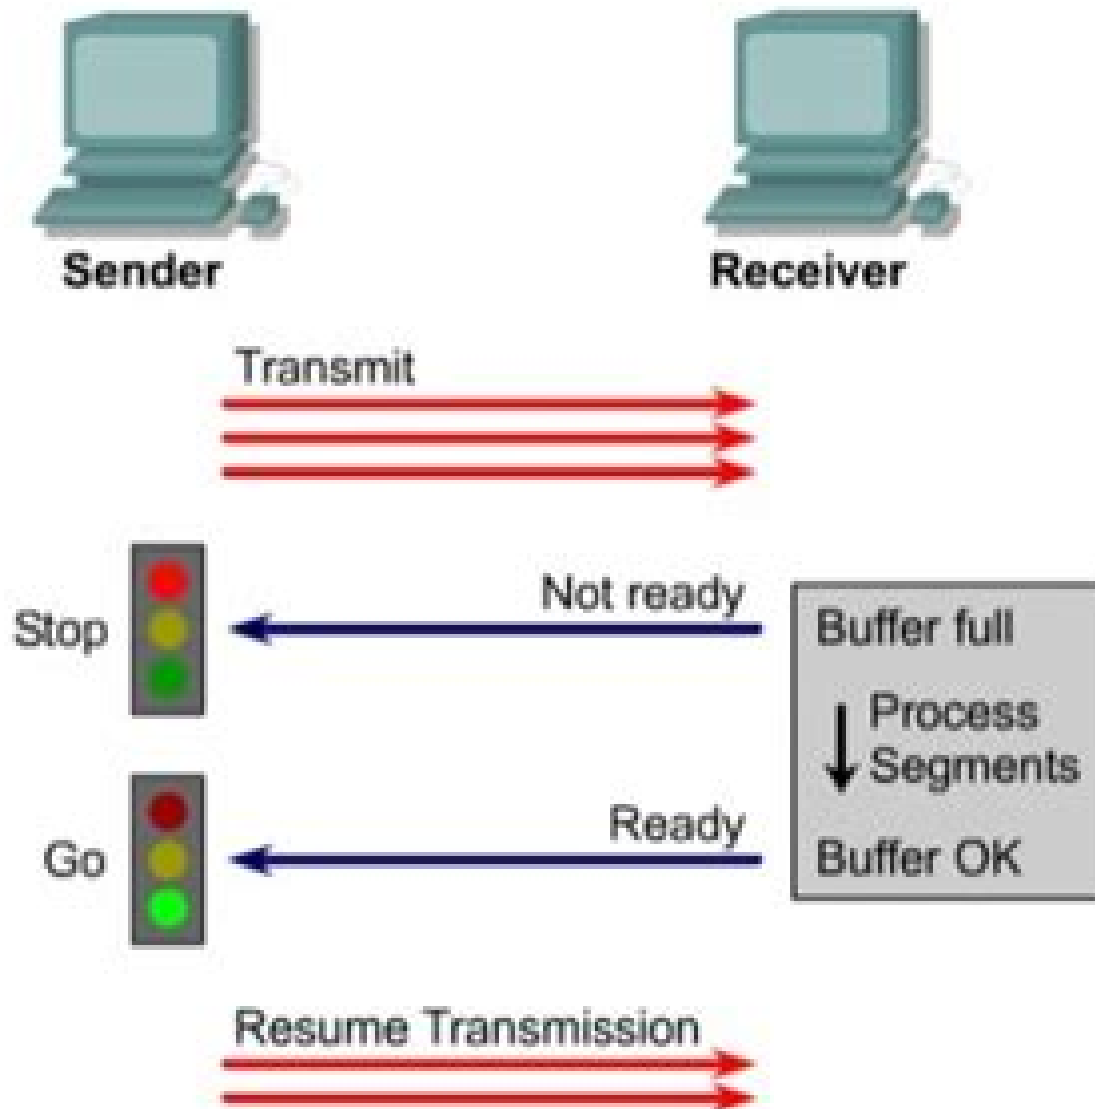 Sender
Receiver
Transmit
Not ready
Stop
Buffer full
Process
Segments
Ready
Go
Buffer OK
Resume Transmission